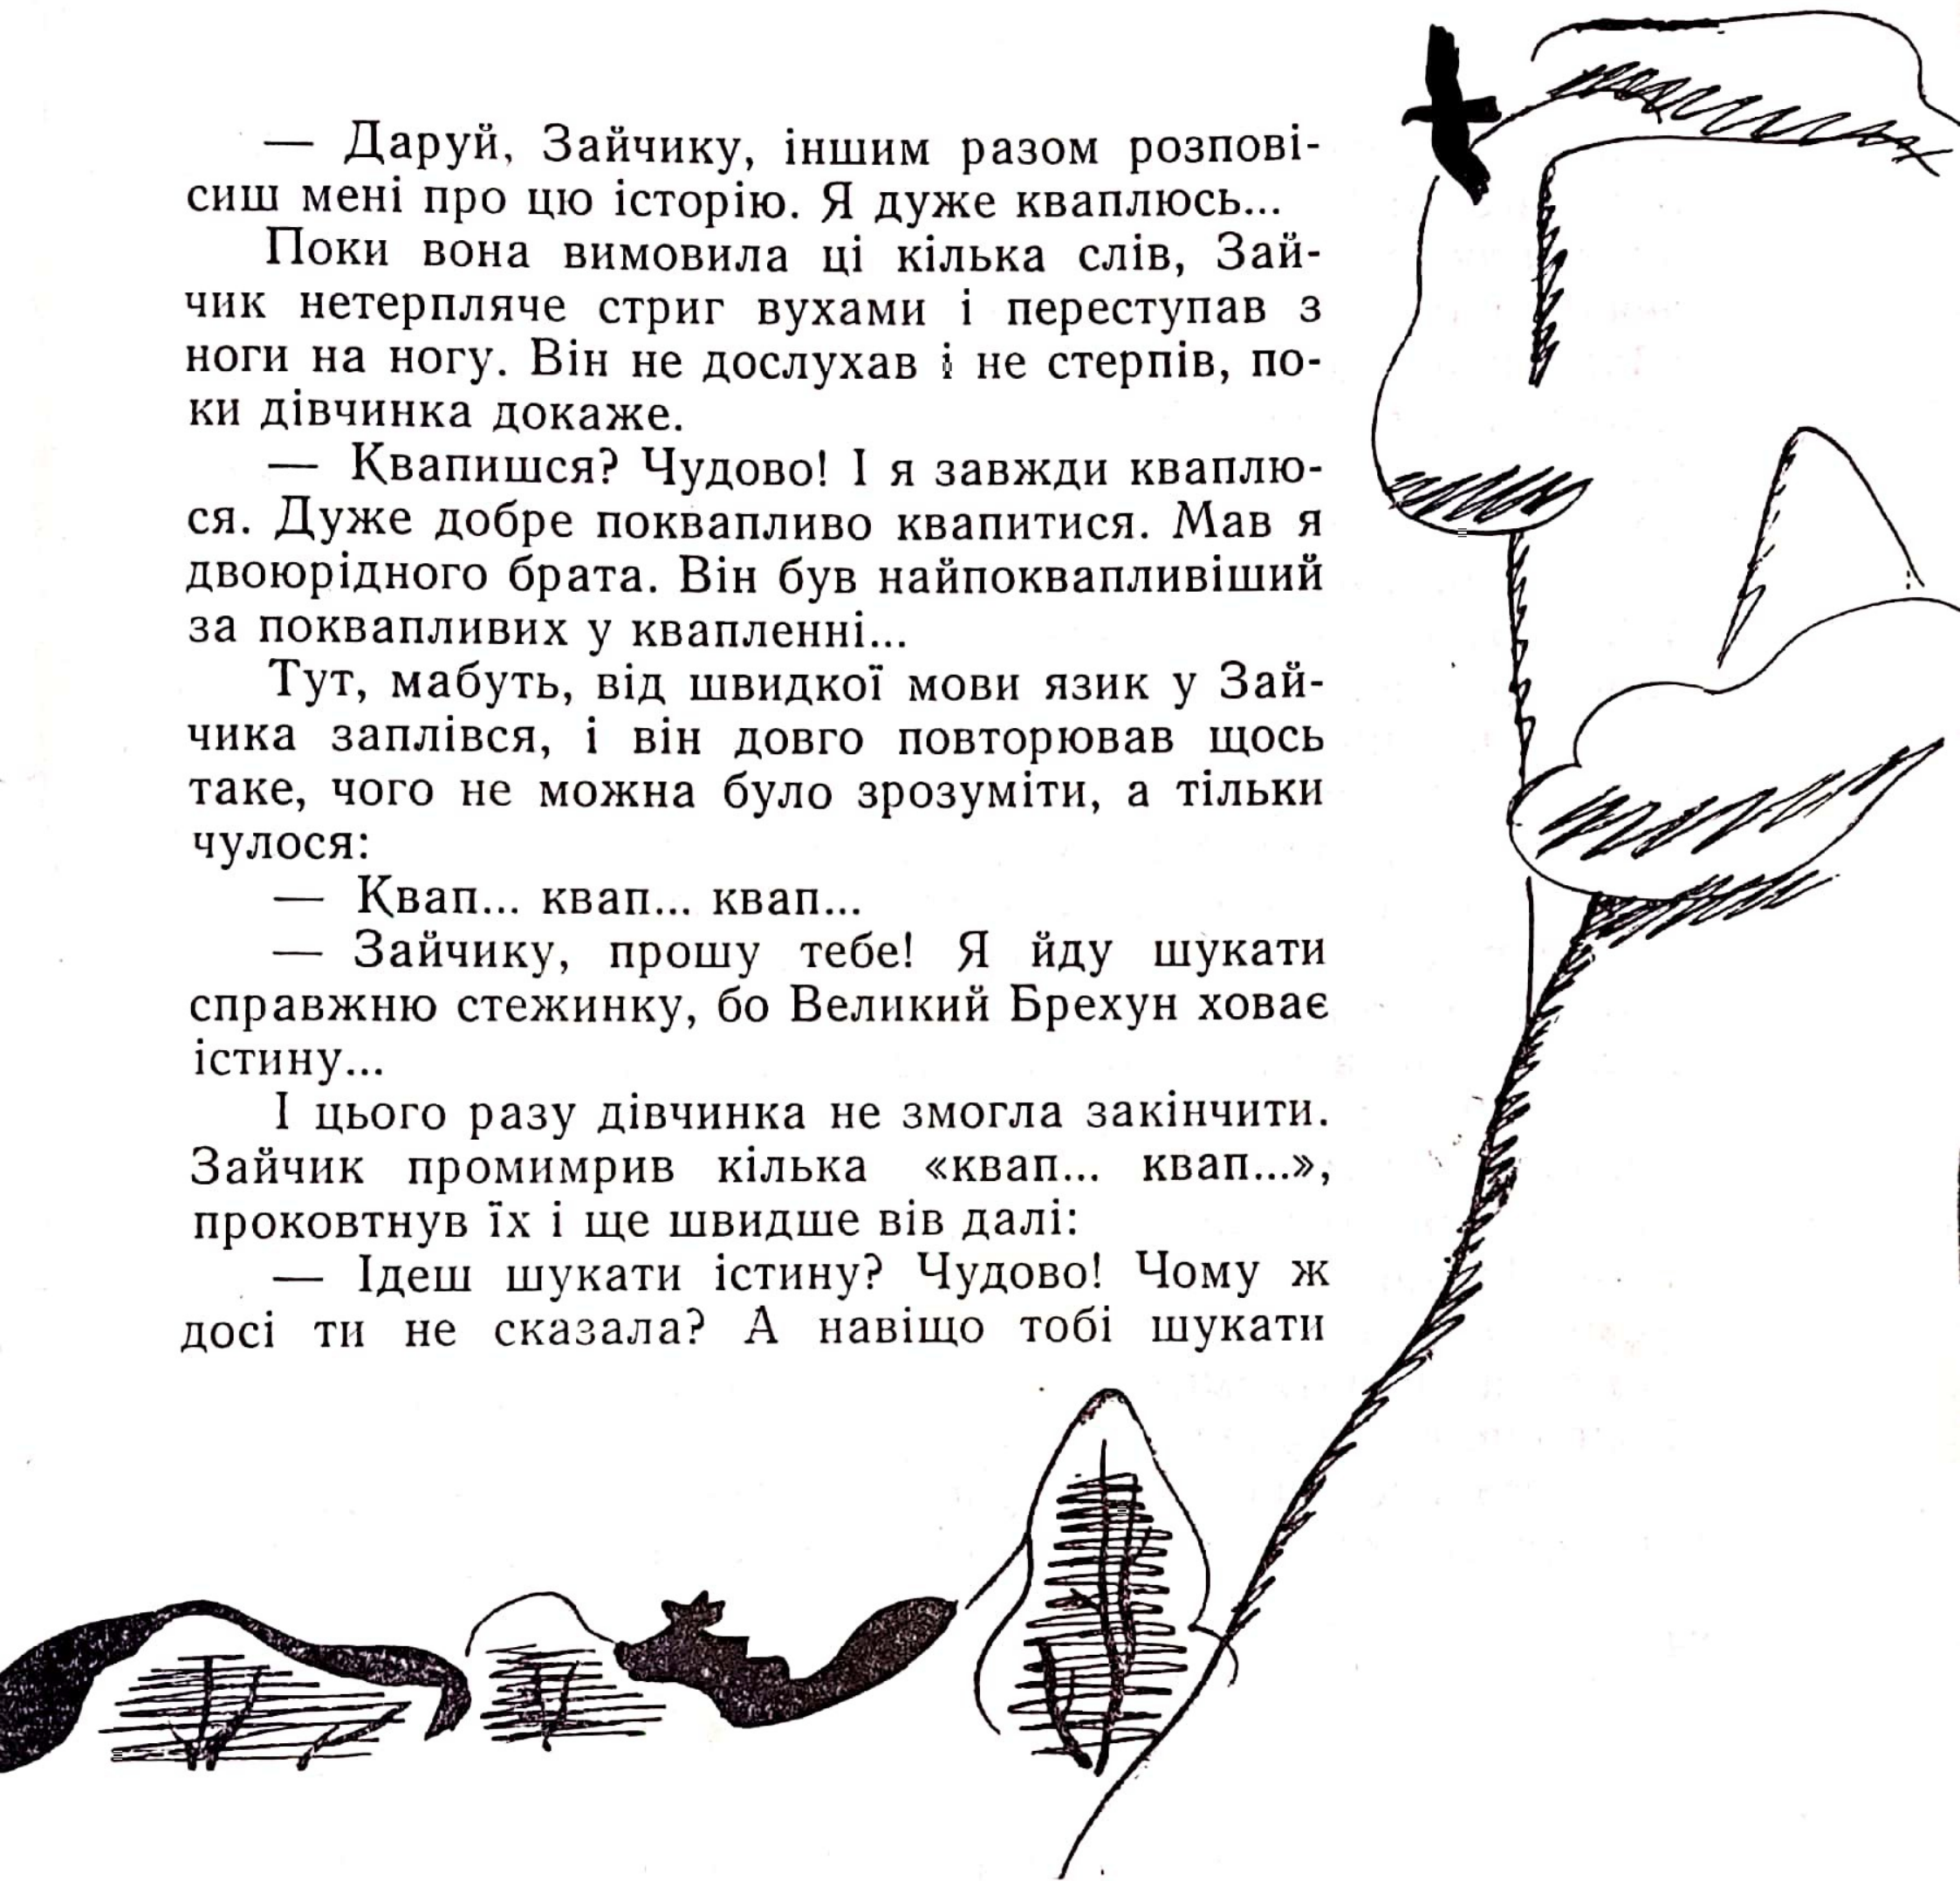 — Даруй, Зайчику, іншим разом розпові-
сиш мені про цю історію. Я дуже кваплюсь...
Поки вона вимовила ці кілька слів, Зай-
чик нетерпляче стриг вухами і переступав з
ноги на ногу. Він не дослухав і не стерпів, по-
ки дівчинка докаже.
— Квапишся? Чудово! І я завжди кваплю-
ся. Дуже добре поквапливо квапитися. Мав я
двоюрідного брата. Він був найпоквапливіший
за поквапливих у квапленні...
Тут, мабуть, від швидкої мови язик у Зай-
чика заплівся, і він довго повторював щось
таке, чого не можна було зрозуміти, а тільки
чулося:
— Квап... квап... квап...
— Зайчику, прошу тебе! Я йду шукати
справжню стежинку, бо Великий Брехун ховає
істину...
І цього разу дівчинка не змогла закінчити.
Зайчик промимрив кілька «квап... квап...»,
проковтнув їх і ще швидше вів далі:
— Ідеш шукати істину? Чудово! Чому ж
досі ти не сказала? А навіщо тобі шукати